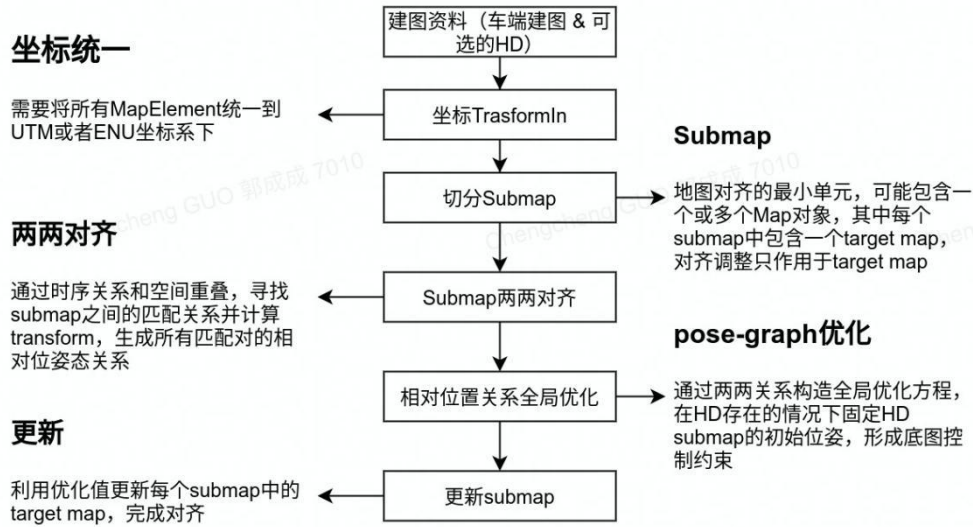 建图资料（车端建图 & 可
选的HD）
坐标统一
需要将所有MapElement统一到
UTM或者ENU坐标系下
坐标TrasformIn
Submap
切分Submap
地图对齐的最小单元，可能包含一
个或多个Map对象，其中每个
submap中包含一个target map，
对齐调整只作用于target map
两两对齐
通过时序关系和空间重叠，寻找
submap之间的匹配关系并计算
transform，生成所有匹配对的相
对位姿态关系
Submap两两对齐
pose-graph优化
相对位置关系全局优化
通过两两关系构造全局优化方程，
在HD存在的情况下固定HD
submap的初始位姿，形成底图控
制约束
更新
利用优化值更新每个submap中的
target map，完成对齐
更新submap
Chengcheng GUO 郭成成 7010